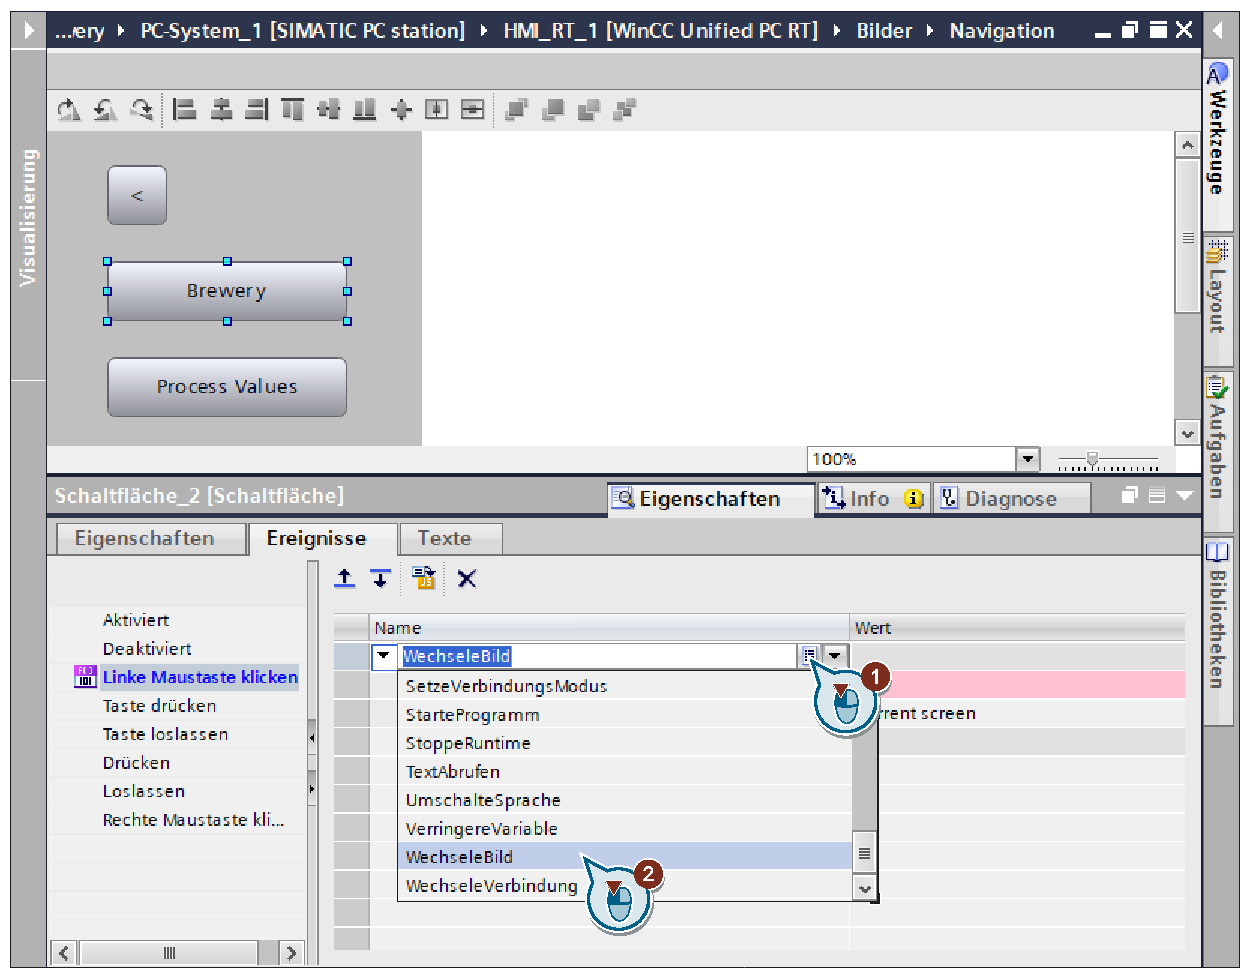 ...ery ▸ PC-System_1 [SIMATIC PC station] ▸ HMI_RT_1 [WinCC Unified PC RT] ▸ Bilder ▸ Navigation
Visualisierung
<
Brewery
Process Values
100%
Werkzeuge
Layout
Aufgaben
Bibliotheken
Schaltfläche_2 [Schaltfläche]
Eigenschaften
Info
Diagnose
Eigenschaften
Ereignisse
Texte
Aktiviert
Deaktiviert
Linke Maustaste klicken
Taste drücken
Taste loslassen
Drücken
Loslassen
Rechte Maustaste kli...
Name
Wert
WechseleBild
1
SetzeVerbindungsModus
StarteProgramm
rrent screen
StoppeRuntime
TextAbrufen
UmschalteSprache
VerringereVariable
WechseleBild
2
WechseleVerbindung